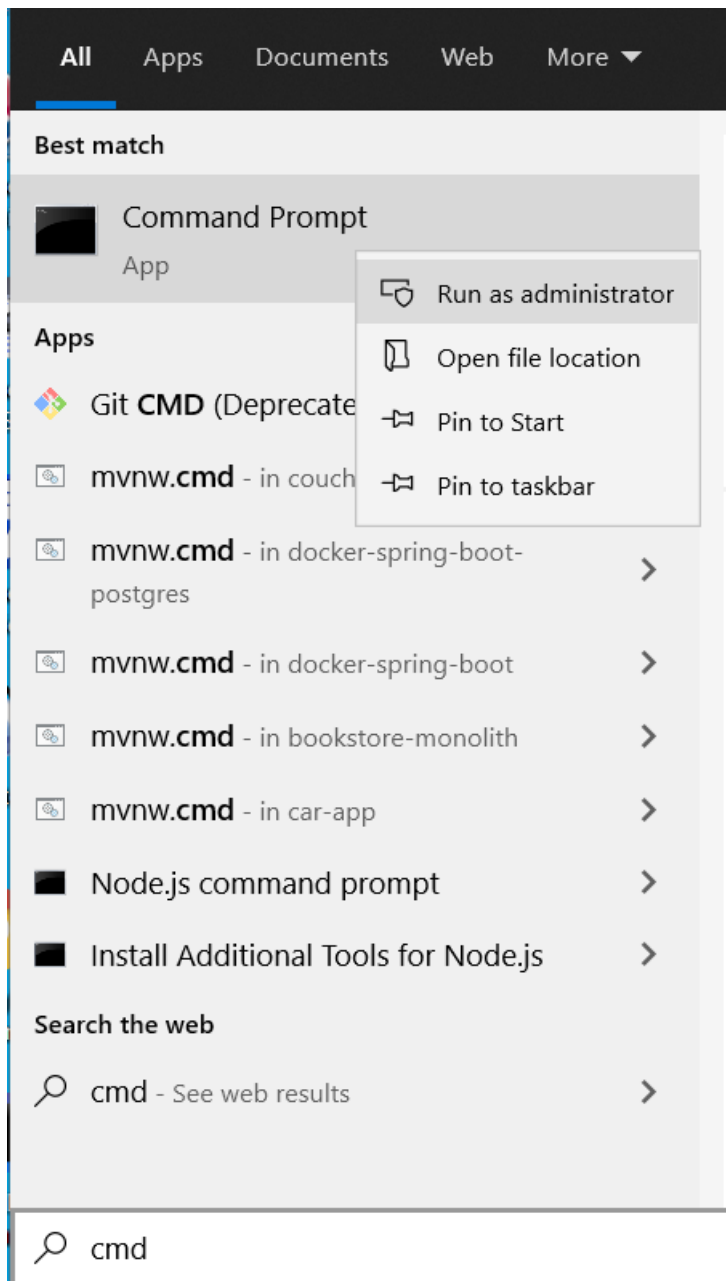 All Apps Documents Web More
Best match
Command Prompt
App
Run as administrator
Open file location
Pin to Start
Pin to taskbar
Apps
Git CMD (Deprecate
mvnw.cmd - in couch
mvnw.cmd - in docker-spring-boot-
postgres
mvnw.cmd - in docker-spring-boot
mvnw.cmd - in bookstore-monolith
mvnw.cmd - in car-app
Node.js command prompt
Install Additional Tools for Node.js
Search the web
cmd - See web results
cmd